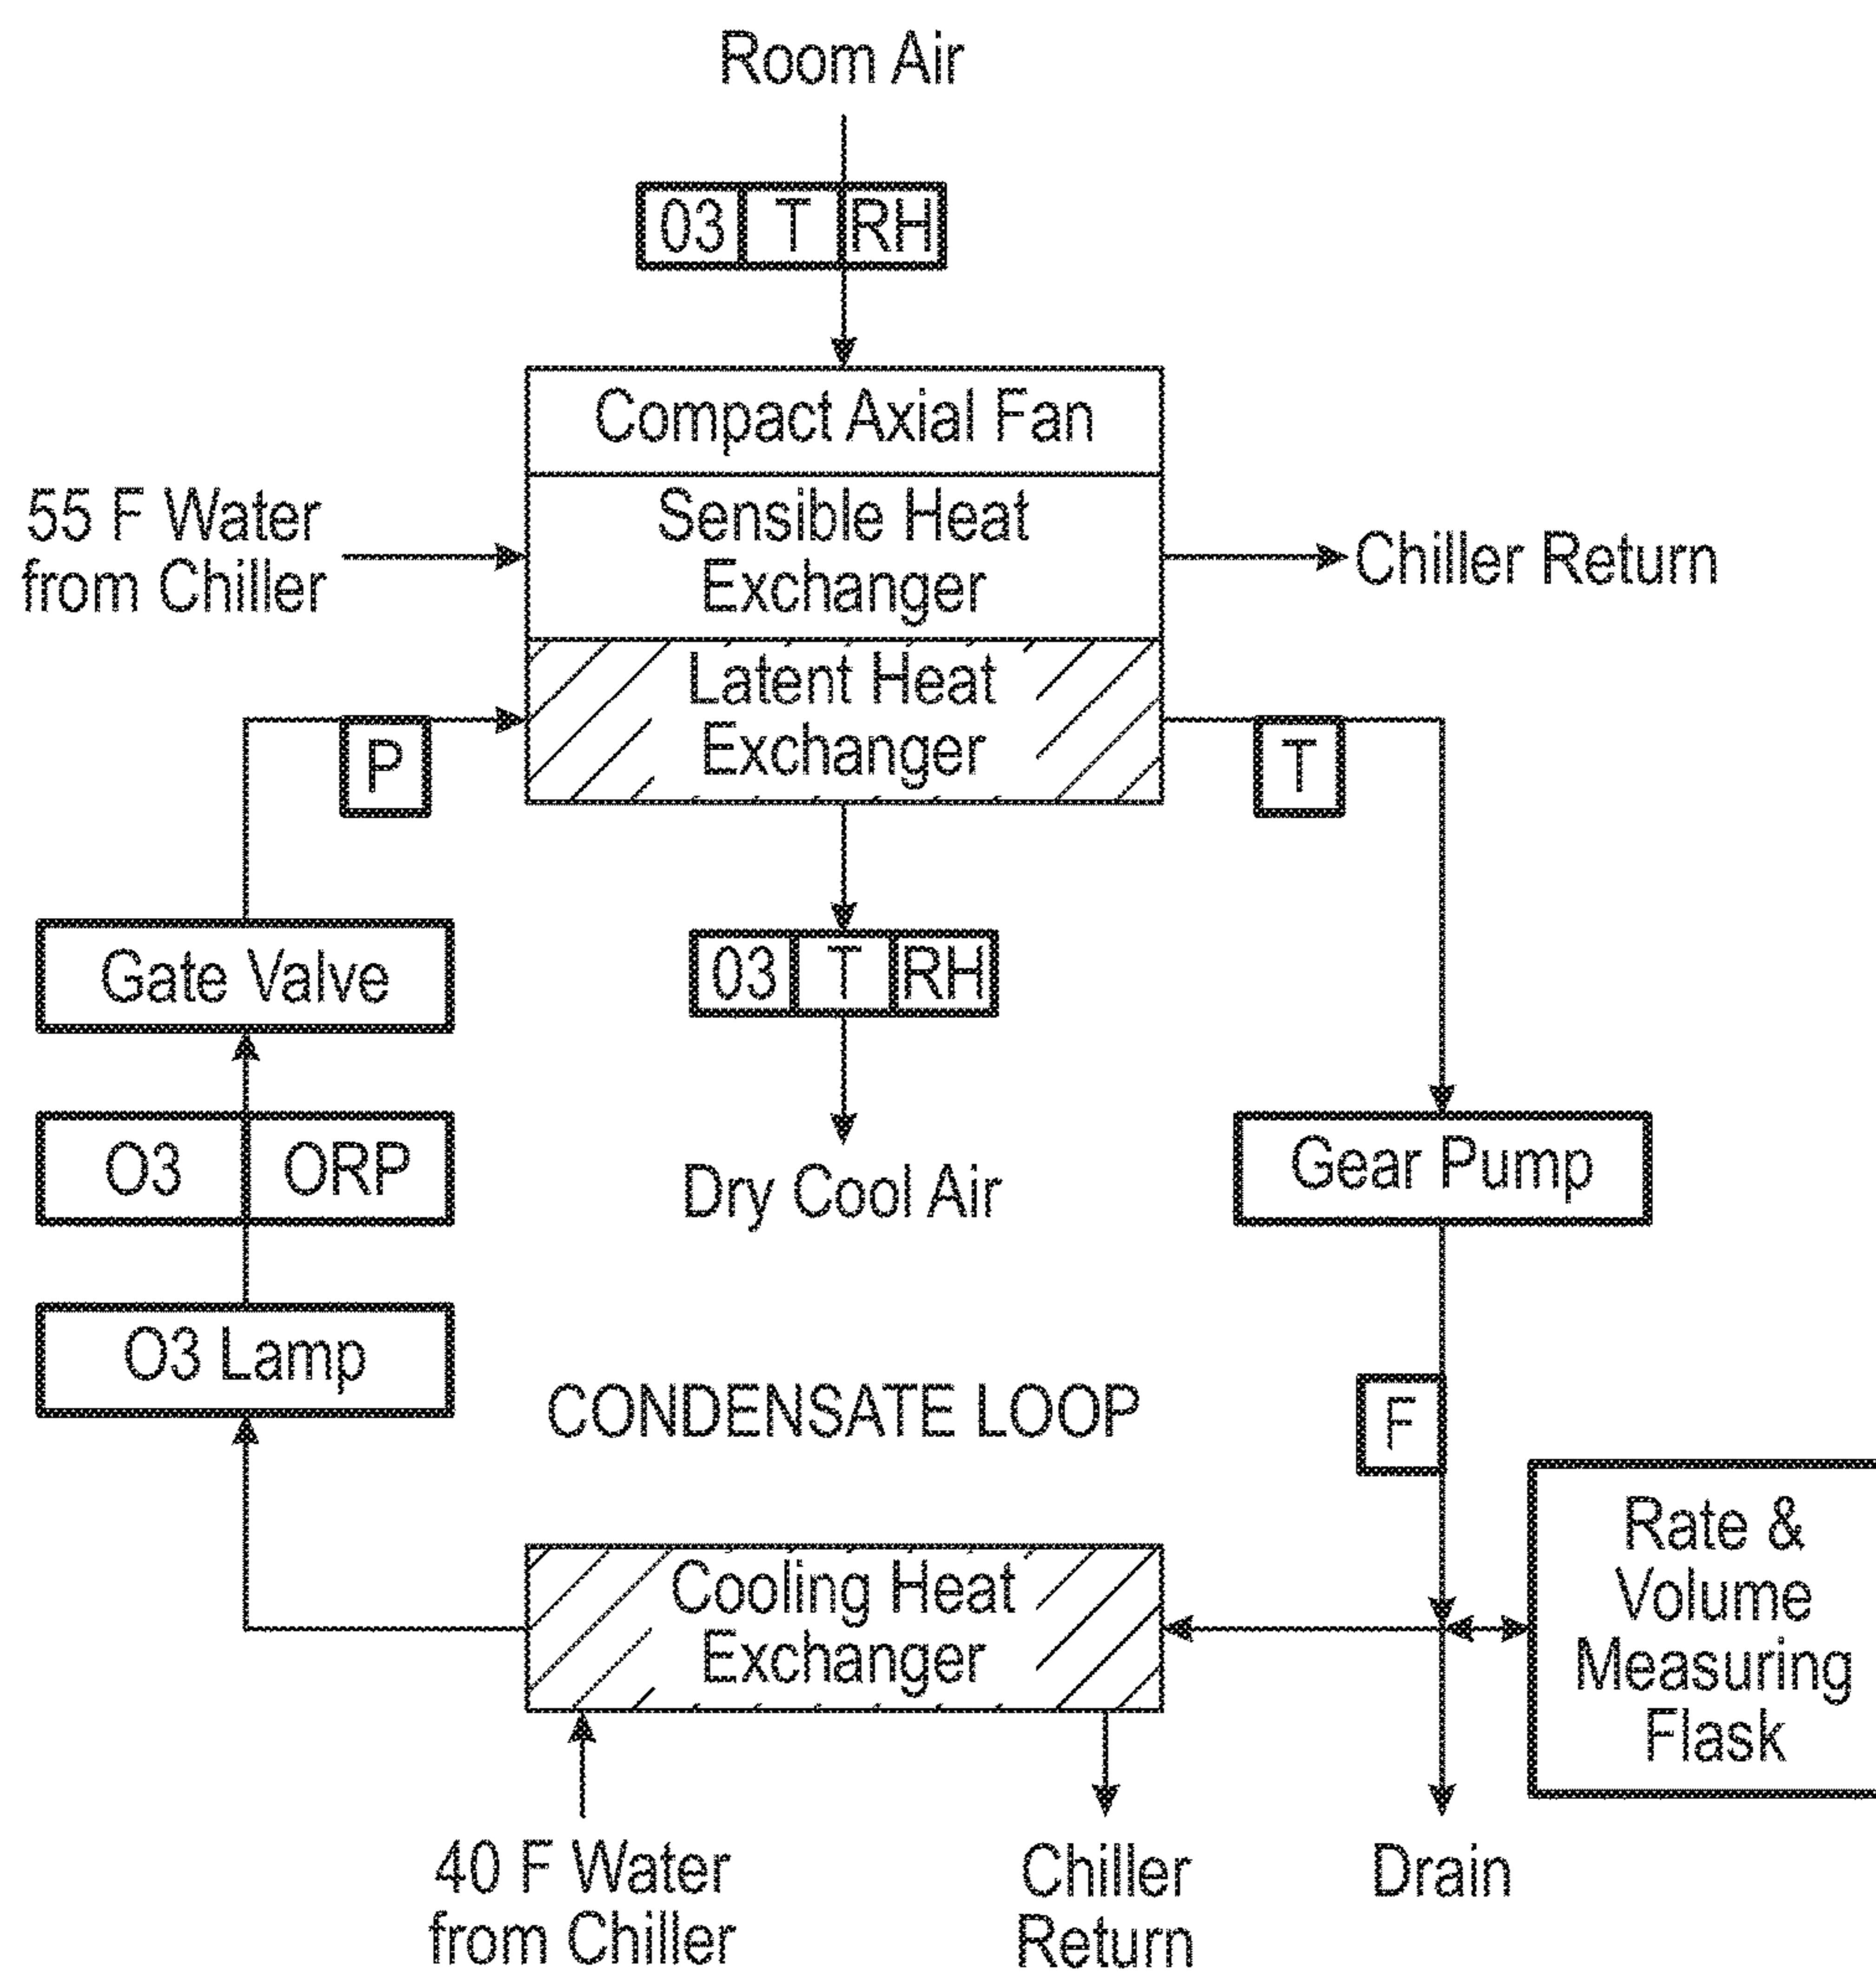 Room Air
03 T RH
Compact Axial Fan
55 F Water
from Chiller
Sensible Heat
Exchanger
Chiller Return
Latent Heat
Exchanger
P
T
Gate Valve
03 T RH
O3 ORP
Dry Cool Air
Gear Pump
O3 Lamp
CONDENSATE LOOP
F
Cooling Heat
Exchanger
Rate &
Volume
Measuring
Flask
40 F Water
from Chiller
Chiller
Return
Drain